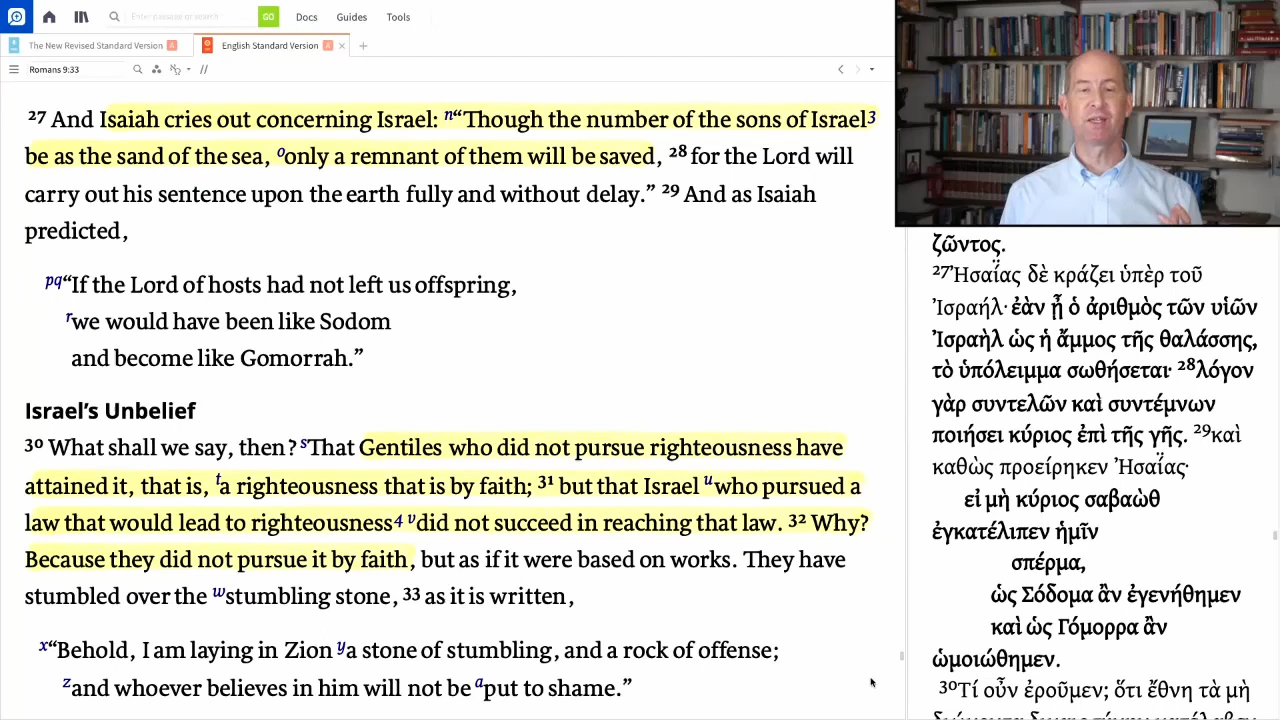 Enter passage or search
GO
Docs
Guides
Tools
The New Revised Standard Version
English Standard Version
Romans 9:33
27 And Isaiah cries out concerning Israel: n“Though the number of the sons of Israel3
be as the sand of the sea, oonly a remnant of them will be saved, 28 for the Lord will
carry out his sentence upon the earth fully and without delay.” 29 And as Isaiah
predicted,
pq“If the Lord of hosts had not left us offspring,
rwe would have been like Sodom
and become like Gomorrah.”
Israel’s Unbelief
30 What shall we say, then? sThat Gentiles who did not pursue righteousness have
attained it, that is, ta righteousness that is by faith; 31 but that Israel uwho pursued a
law that would lead to righteousness4 vdid not succeed in reaching that law. 32 Why?
Because they did not pursue it by faith, but as if it were based on works. They have
stumbled over the wstumbling stone, 33 as it is written,
x“Behold, I am laying in Zion ya stone of stumbling, and a rock of offense;
zand whoever believes in him will not be aput to shame.”
ζῶντος.
27Ἠσαΐας δὲ κράζει ὑπὲρ τοῦ
Ἰσραήλ· ἐὰν ᾖ ὁ ἀριθμὸς τῶν υἱῶν
Ἰσραὴλ ὡς ἡ ἄμμος τῆς θαλάσσης,
τὸ ὑπόλειμμα σωθήσεται· 28λόγον
γὰρ συντελῶν καὶ συντέμνων
ποιήσει κύριος ἐπὶ τῆς γῆς. 29καὶ
καθὼς προείρηκεν Ἠσαΐας·
εἰ μὴ κύριος σαβαὼθ
ἐγκατέλιπεν ἡμῖν
σπέρμα,
ὡς Σόδομα ἂν ἐγενήθημεν
καὶ ὡς Γόμορρα ἂν
ὡμοιώθημεν.
30Τί οὖν ἐροῦμεν; ὅτι ἔθνη τὰ μὴ